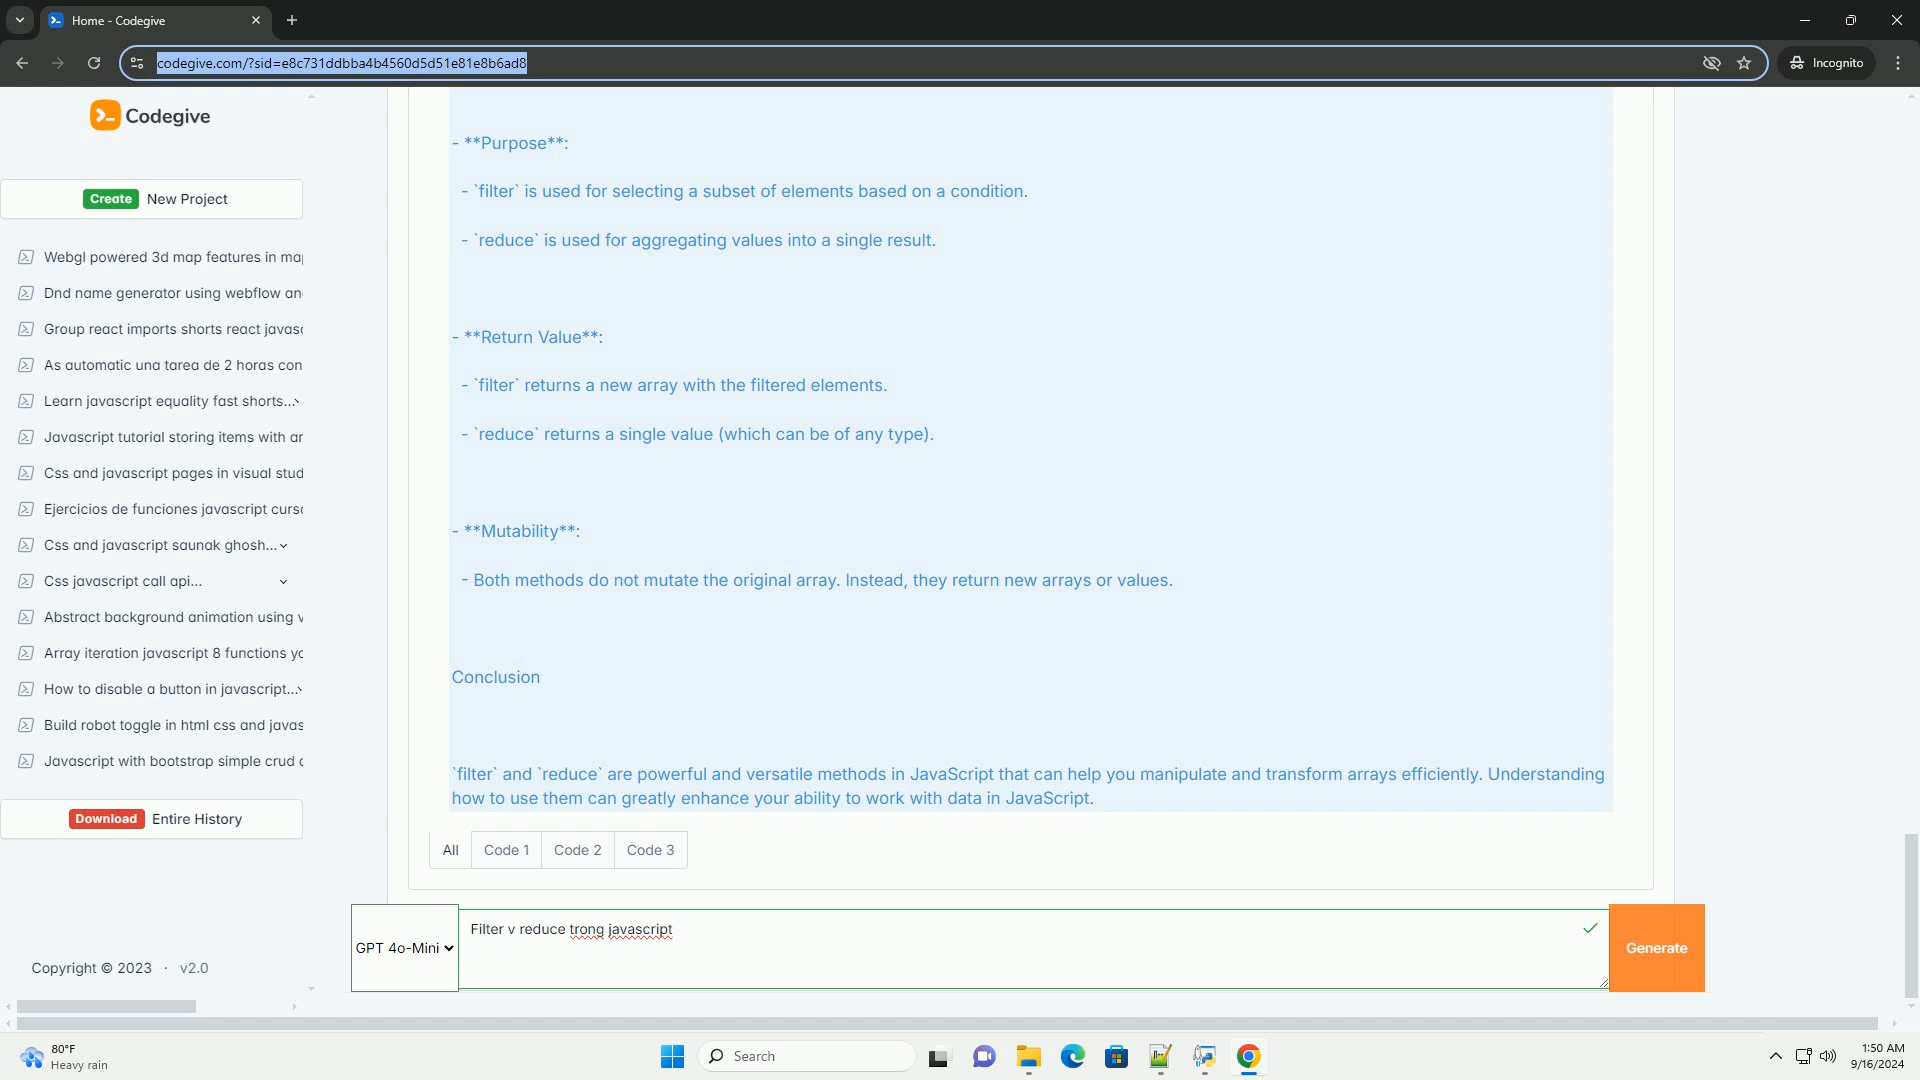 Home - Codegive
codegive.com/?sid=e8c731ddbba4b4560d5d51e81e8b6ad8
Incognito
Codegive
Create New Project
Webgl powered 3d map features in
Dnd name generator using webflow
Group react imports shorts react
As automatic una tarea de 2 horas con
Learn javascript equality fast shorts...
Javascript tutorial storing items with
Css and javascript pages in visual
Ejercicios de funciones javascript
Css and javascript saunak ghosh...
Css javascript call api...
Abstract background animation using
Array iteration javascript 8 functions
How to disable a button in javascript...
Build robot toggle in html css and
Javascript with bootstrap simple crud
Download Entire History
Copyright © 2023 · v2.0
- **Purpose**:
- `filter` is used for selecting a subset of elements based on a condition.
- `reduce` is used for aggregating values into a single result.
- **Return Value**:
- `filter` returns a new array with the filtered elements.
- `reduce` returns a single value (which can be of any type).
- **Mutability**:
- Both methods do not mutate the original array. Instead, they return new arrays or values.
Conclusion
`filter` and `reduce` are powerful and versatile methods in JavaScript that can help you manipulate and transform arrays efficiently. Understanding
how to use them can greatly enhance your ability to work with data in JavaScript.
All Code 1 Code 2 Code 3
GPT 4o-Mini
Filter v reduce trong javascript
Generate
80°F
Heavy rain
Search
1:50 AM
9/16/2024